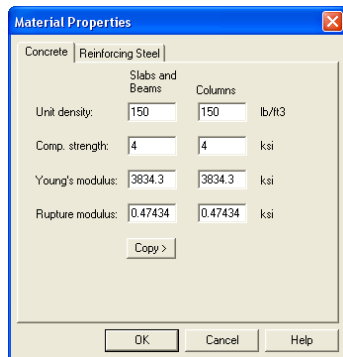 Material Properties
Concrete Reinforcing Steel
Slabs and
Beams Columns
Unit density: 150 150 lb/ft3
Comp. strength: 4 4 ksi
Young's modulus: 3834.3 3834.3 ksi
Rupture modulus: 0.47434 0.47434 ksi
Copy >
OK Cancel Help